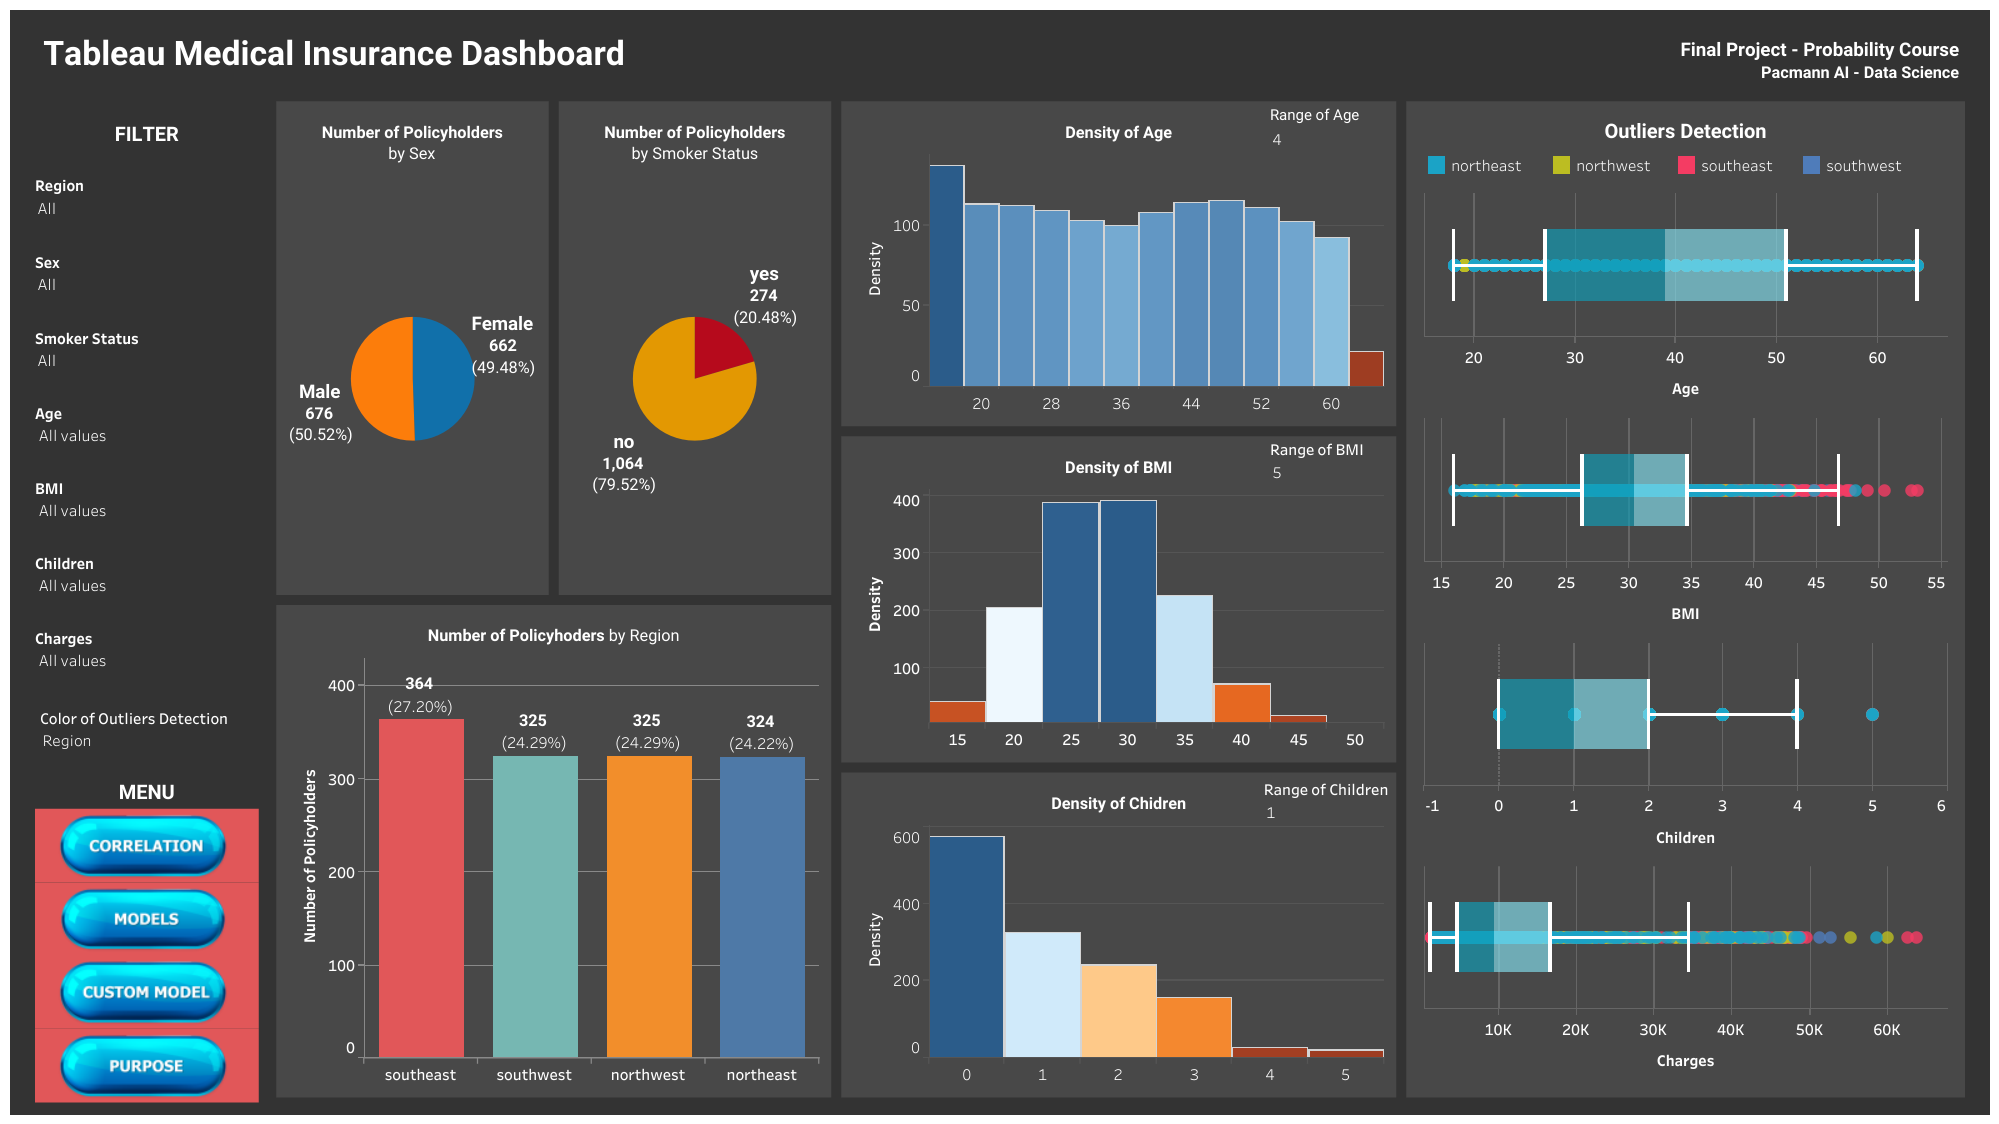 Tableau Medical Insurance Dashboard
Final Project - Probability Course
Pacmann AI - Data Science
FILTER
Region
All
Sex
All
Smoker Status
All
Age
All values
BMI
All values
Children
All values
Charges
All values
Color of Outliers Detection
Region
MENU
CORRELATION
MODELS
CUSTOM MODEL
PURPOSE
Number of Policyholders
by Sex
Female
662
(49.48%)
Male
676
(50.52%)
Number of Policyholders
by Smoker Status
yes
274
(20.48%)
no
1,064
(79.52%)
Number of Policyhoders by Region
Number of Policyholders
400
300
200
100
0
364
(27.20%)
325
(24.29%)
325
(24.29%)
324
(24.22%)
southeast southwest northwest northeast
Density of Age
Range of Age
4
Density
100
50
0
20 28 36 44 52 60
Density of BMI
Range of BMI
5
Density
400
300
200
100
15 20 25 30 35 40 45 50
Density of Chidren
Range of Children
1
Density
600
400
200
0
0 1 2 3 4 5
Outliers Detection
northeast northwest southeast southwest
20 30 40 50 60
Age
15 20 25 30 35 40 45 50 55
BMI
-1 0 1 2 3 4 5 6
Children
10K 20K 30K 40K 50K 60K
Charges